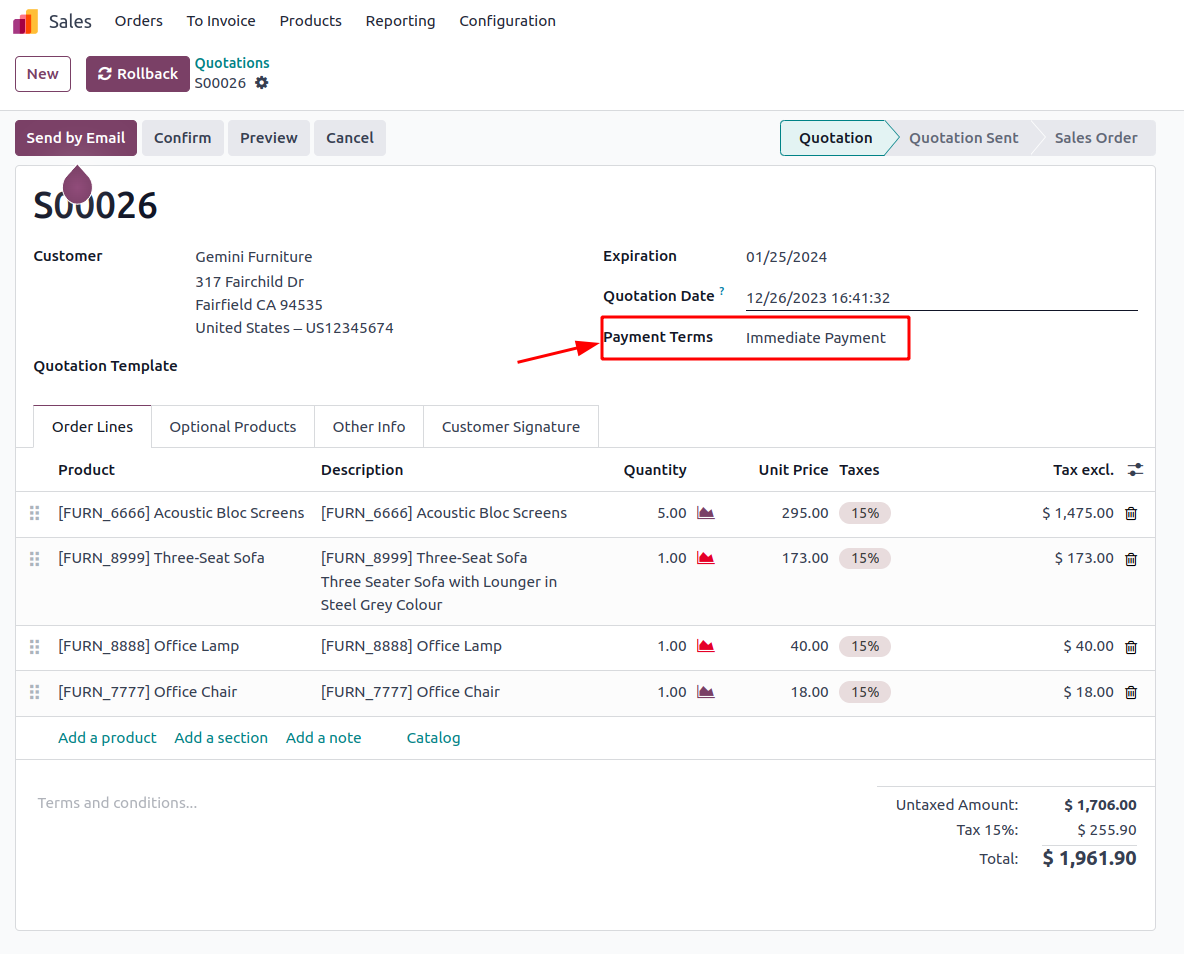 Sales Orders To Invoice Products Reporting Configuration
New Rollback Quotations
S00026
Send by Email Confirm Preview Cancel Quotation Quotation Sent Sales Order
S00026
Customer Gemini Furniture
317 Fairchild Dr
Fairfield CA 94535
United States – US12345674
Quotation Template
Expiration 01/25/2024
Quotation Date ? 12/26/2023 16:41:32
Payment Terms Immediate Payment
Order Lines Optional Products Other Info Customer Signature
Product Description Quantity Unit Price Taxes Tax excl.
[FURN_6666] Acoustic Bloc Screens [FURN_6666] Acoustic Bloc Screens 5.00 295.00 15% $ 1,475.00
[FURN_8999] Three-Seat Sofa [FURN_8999] Three-Seat Sofa 1.00 173.00 15% $ 173.00
Three Seater Sofa with Lounger in
Steel Grey Colour
[FURN_8888] Office Lamp [FURN_8888] Office Lamp 1.00 40.00 15% $ 40.00
[FURN_7777] Office Chair [FURN_7777] Office Chair 1.00 18.00 15% $ 18.00
Add a product Add a section Add a note Catalog
Terms and conditions...
Untaxed Amount: $ 1,706.00
Tax 15%: $ 255.90
Total: $ 1,961.90